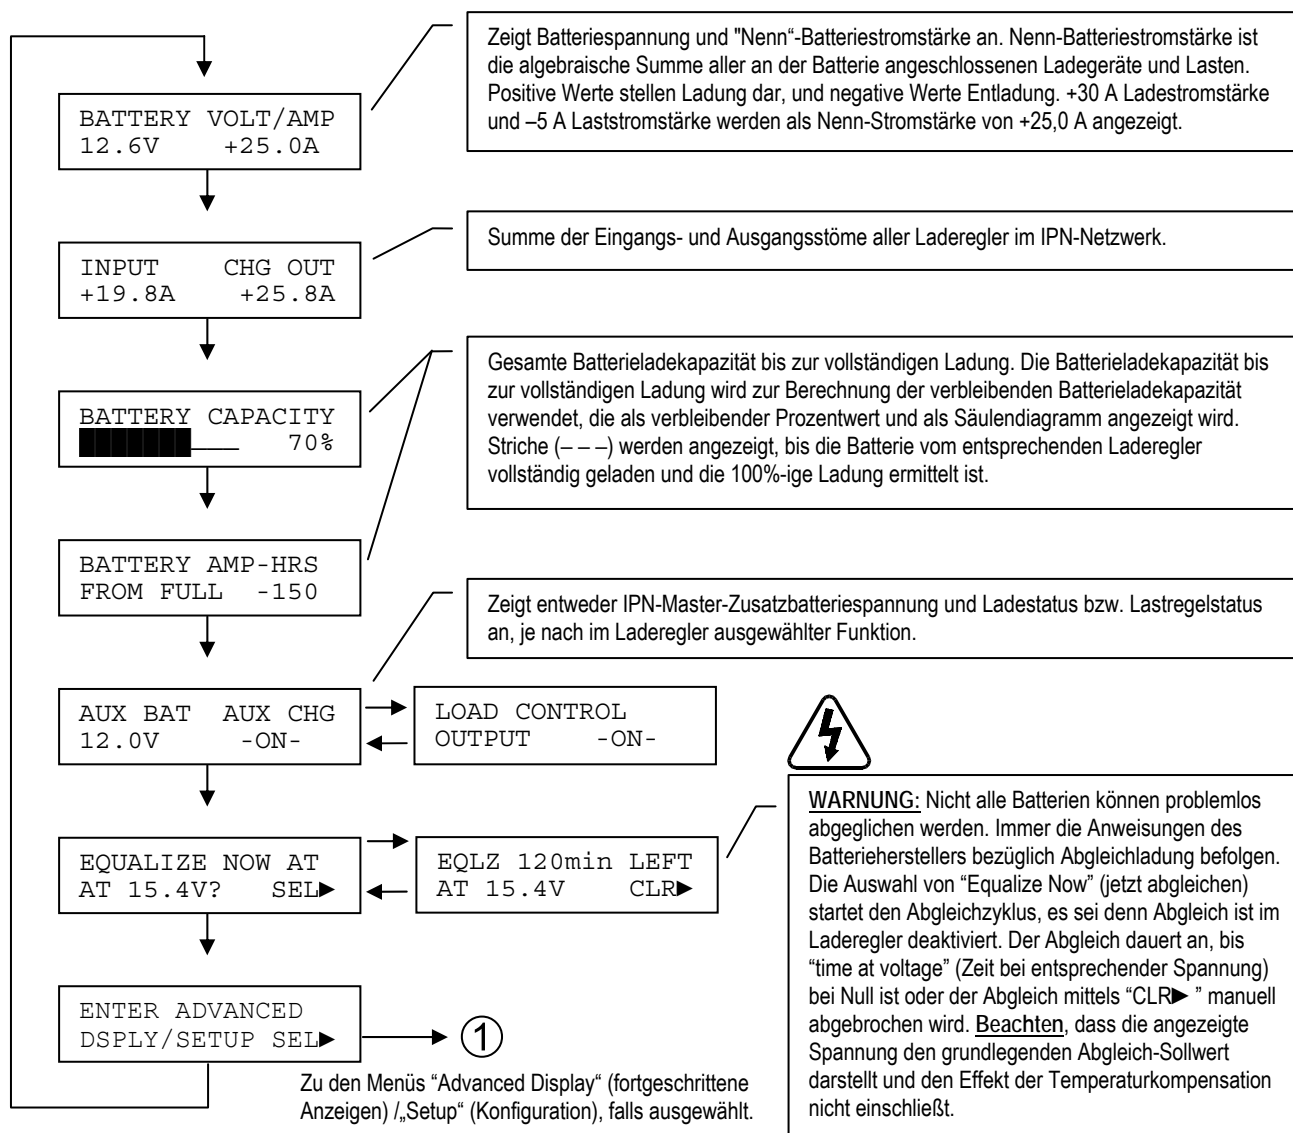 Zeigt Batteriespannung und "Nenn“-Batteriestromstärke an. Nenn-Batteriestromstärke ist
die algebraische Summe aller an der Batterie angeschlossenen Ladegeräte und Lasten.
Positive Werte stellen Ladung dar, und negative Werte Entladung. +30 A Ladestromstärke
und –5 A Laststromstärke werden als Nenn-Stromstärke von +25,0 A angezeigt.
BATTERY VOLT/AMP
12.6V +25.0A
Summe der Eingangs- und Ausgangsstöme aller Laderegler im IPN-Netzwerk.
INPUT CHG OUT
+19.8A +25.8A
Gesamte Batterieladekapazität bis zur vollständigen Ladung. Die Batterieladekapazität bis
zur vollständigen Ladung wird zur Berechnung der verbleibenden Batterieladekapazität
verwendet, die als verbleibender Prozentwert und als Säulendiagramm angezeigt wird.
Striche (– – –) werden angezeigt, bis die Batterie vom entsprechenden Laderegler
vollständig geladen und die 100%-ige Ladung ermittelt ist.
BATTERY CAPACITY
___ 70%
BATTERY AMP-HRS
FROM FULL -150
Zeigt entweder IPN-Master-Zusatzbatteriespannung und Ladestatus bzw. Lastregelstatus
an, je nach im Laderegler ausgewählter Funktion.
AUX BAT AUX CHG
12.0V -ON-
LOAD CONTROL
OUTPUT -ON-
EQUALIZE NOW AT
AT 15.4V? SEL►
EQLZ 120min LEFT
AT 15.4V CLR►
WARNUNG: Nicht alle Batterien können problemlos
abgeglichen werden. Immer die Anweisungen des
Batterieherstellers bezüglich Abgleichladung befolgen.
Die Auswahl von “Equalize Now” (jetzt abgleichen)
startet den Abgleichzyklus, es sei denn Abgleich ist im
Laderegler deaktiviert. Der Abgleich dauert an, bis
“time at voltage” (Zeit bei entsprechender Spannung)
bei Null ist oder der Abgleich mittels “CLR► ” manuell
abgebrochen wird. Beachten, dass die angezeigte
Spannung den grundlegenden Abgleich-Sollwert
darstellt und den Effekt der Temperaturkompensation
nicht einschließt.
ENTER ADVANCED
DSPLY/SETUP SEL►
1
Zu den Menüs “Advanced Display“ (fortgeschrittene
Anzeigen) /„Setup“ (Konfiguration), falls ausgewählt.